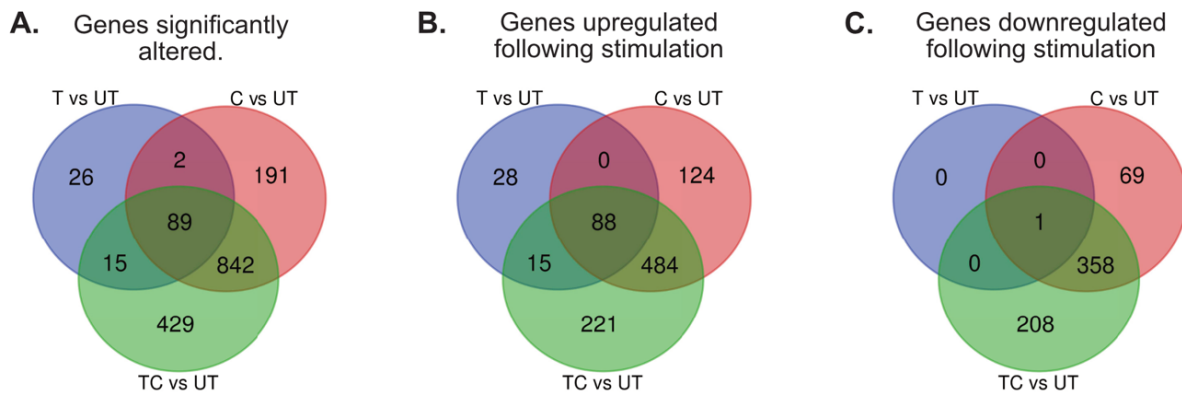 A. Genes significantly
altered.
T vs UT
C vs UT
26
2
191
89
15
842
429
TC vs UT
B. Genes upregulated
following stimulation
T vs UT
C vs UT
28
0
124
88
15
484
221
TC vs UT
C. Genes downregulated
following stimulation
T vs UT
C vs UT
0
0
69
1
0
358
208
TC vs UT